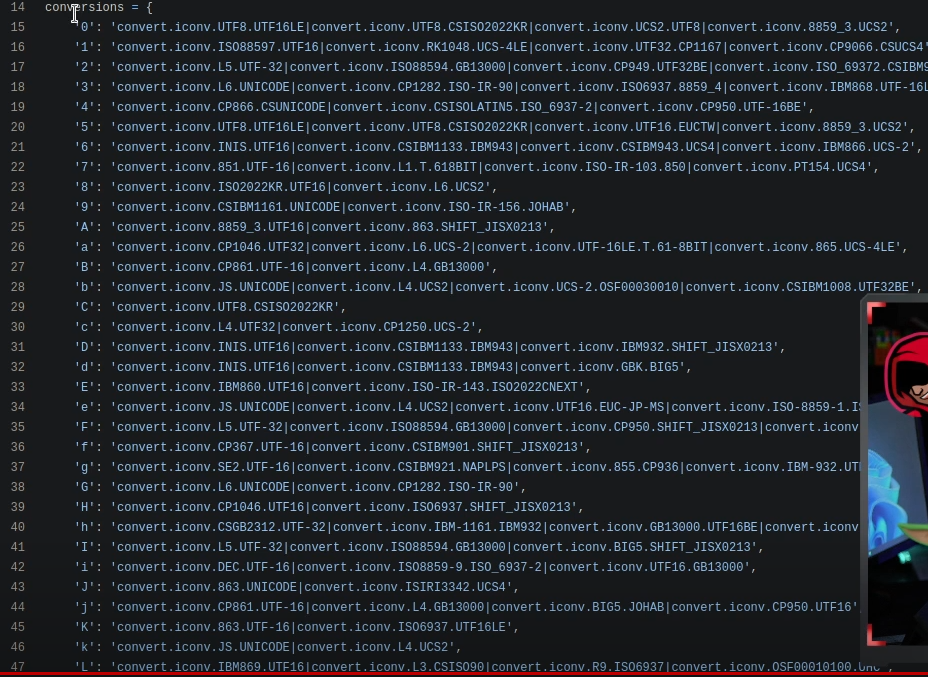 14 conversions = {
15 '0': 'convert.iconv.UTF8.UTF16LE|convert.iconv.UTF8.CSISO2022KR|convert.iconv.UCS2.UTF8|convert.iconv.8859_3.UCS2',
16 '1': 'convert.iconv.ISO88597.UTF16|convert.iconv.RK1048.UCS-4LE|convert.iconv.UTF32.CP1167|convert.iconv.CP9066.CSUCS4'
17 '2': 'convert.iconv.L5.UTF-32|convert.iconv.ISO88594.GB13000|convert.iconv.CP949.UTF32BE|convert.iconv.ISO_69372.CSIBM9
18 '3': 'convert.iconv.L6.UNICODE|convert.iconv.CP1282.ISO-IR-90|convert.iconv.ISO6937.8859_4|convert.iconv.IBM868.UTF-16L
19 '4': 'convert.iconv.CP866.CSUNICODE|convert.iconv.CSISOLATIN5.ISO_6937-2|convert.iconv.CP950.UTF-16BE',
20 '5': 'convert.iconv.UTF8.UTF16LE|convert.iconv.UTF8.CSISO2022KR|convert.iconv.UTF16.EUCTW|convert.iconv.8859_3.UCS2',
21 '6': 'convert.iconv.INIS.UTF16|convert.iconv.CSIBM1133.IBM943|convert.iconv.CSIBM943.UCS4|convert.iconv.IBM866.UCS-2',
22 '7': 'convert.iconv.851.UTF-16|convert.iconv.L1.T.618BIT|convert.iconv.ISO-IR-103.850|convert.iconv.PT154.UCS4',
23 '8': 'convert.iconv.ISO2022KR.UTF16|convert.iconv.L6.UCS2',
24 '9': 'convert.iconv.CSIBM1161.UNICODE|convert.iconv.ISO-IR-156.JOHAB',
25 'A': 'convert.iconv.8859_3.UTF16|convert.iconv.863.SHIFT_JISX0213',
26 'a': 'convert.iconv.CP1046.UTF32|convert.iconv.L6.UCS-2|convert.iconv.UTF-16LE.T.61-8BIT|convert.iconv.865.UCS-4LE',
27 'B': 'convert.iconv.CP861.UTF-16|convert.iconv.L4.GB13000',
28 'b': 'convert.iconv.JS.UNICODE|convert.iconv.L4.UCS2|convert.iconv.UCS-2.OSF00030010|convert.iconv.CSIBM1008.UTF32BE',
29 'C': 'convert.iconv.UTF8.CSISO2022KR',
30 'c': 'convert.iconv.L4.UTF32|convert.iconv.CP1250.UCS-2',
31 'D': 'convert.iconv.INIS.UTF16|convert.iconv.CSIBM1133.IBM943|convert.iconv.IBM932.SHIFT_JISX0213',
32 'd': 'convert.iconv.INIS.UTF16|convert.iconv.CSIBM1133.IBM943|convert.iconv.GBK.BIG5',
33 'E': 'convert.iconv.IBM860.UTF16|convert.iconv.ISO-IR-143.ISO2022CNEXT',
34 'e': 'convert.iconv.JS.UNICODE|convert.iconv.L4.UCS2|convert.iconv.UTF16.EUC-JP-MS|convert.iconv.ISO-8859-1.IS
35 'F': 'convert.iconv.L5.UTF-32|convert.iconv.ISO88594.GB13000|convert.iconv.CP950.SHIFT_JISX0213|convert.iconv
36 'f': 'convert.iconv.CP367.UTF-16|convert.iconv.CSIBM901.SHIFT_JISX0213',
37 'g': 'convert.iconv.SE2.UTF-16|convert.iconv.CSIBM921.NAPLPS|convert.iconv.855.CP936|convert.iconv.IBM-932.UTF
38 'G': 'convert.iconv.L6.UNICODE|convert.iconv.CP1282.ISO-IR-90',
39 'H': 'convert.iconv.CP1046.UTF16|convert.iconv.ISO6937.SHIFT_JISX0213',
40 'h': 'convert.iconv.CSGB2312.UTF-32|convert.iconv.IBM-1161.IBM932|convert.iconv.GB13000.UTF16BE|convert.iconv
41 'I': 'convert.iconv.L5.UTF-32|convert.iconv.ISO88594.GB13000|convert.iconv.BIG5.SHIFT_JISX0213',
42 'i': 'convert.iconv.DEC.UTF-16|convert.iconv.ISO8859-9.ISO_6937-2|convert.iconv.UTF16.GB13000',
43 'J': 'convert.iconv.863.UNICODE|convert.iconv.ISIRI3342.UCS4',
44 'j': 'convert.iconv.CP861.UTF-16|convert.iconv.L4.GB13000|convert.iconv.BIG5.JOHAB|convert.iconv.CP950.UTF16'
45 'K': 'convert.iconv.863.UTF-16|convert.iconv.ISO6937.UTF16LE',
46 'k': 'convert.iconv.JS.UNICODE|convert.iconv.L4.UCS2',
47 'L': 'convert.iconv.IBM869.UTF16|convert.iconv.L3.CSISO90|convert.iconv.R9.ISO6937|convert.iconv.OSF00010100.UHC',